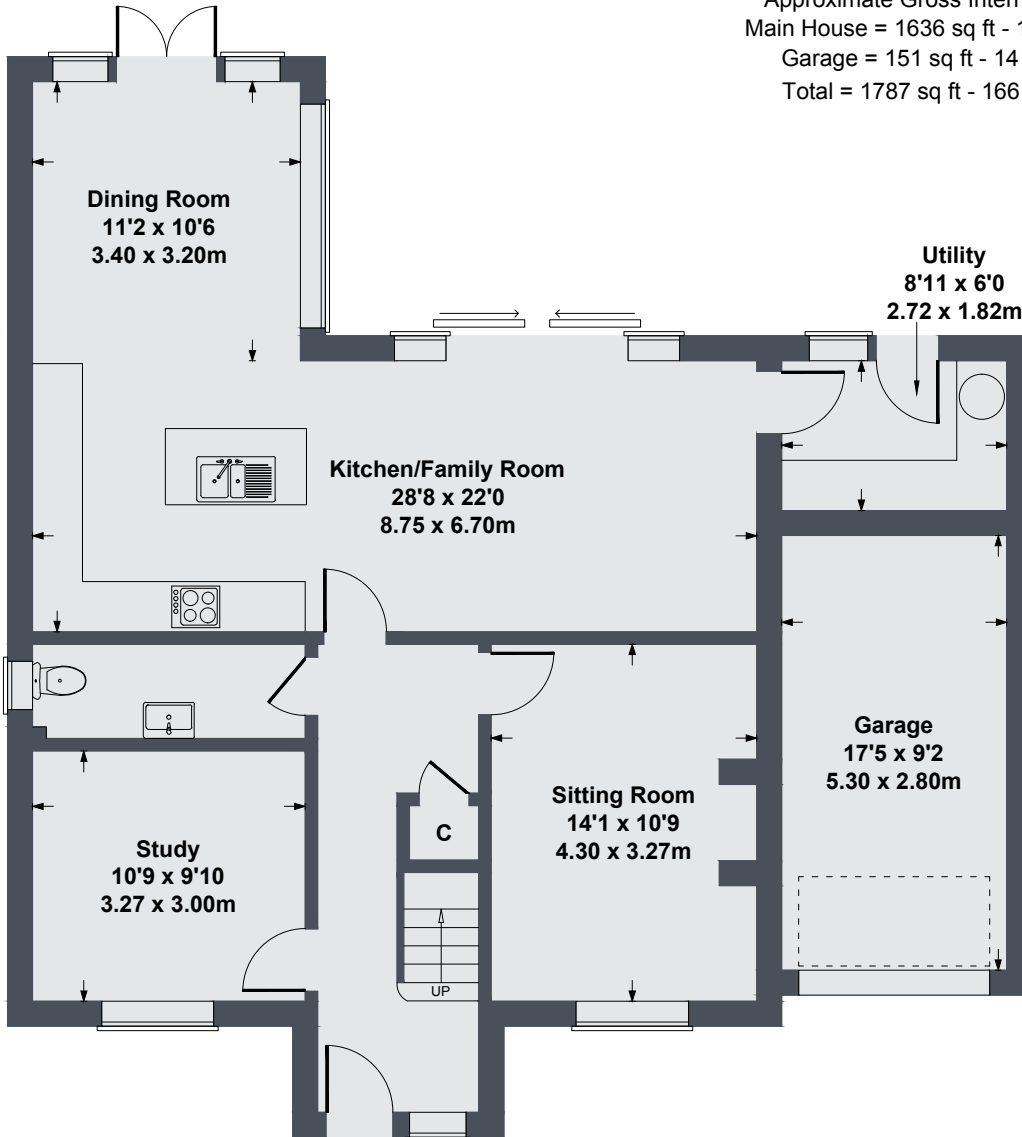 Approximate Gross Inter
Main House = 1636 sq ft - 1
Garage = 151 sq ft - 14
Total = 1787 sq ft - 166
Dining Room
11'2 x 10'6
3.40 x 3.20m
Utility
8'11 x 6'0
2.72 x 1.82m
Kitchen/Family Room
28'8 x 22'0
8.75 x 6.70m
Garage
17'5 x 9'2
5.30 x 2.80m
Sitting Room
14'1 x 10'9
4.30 x 3.27m
C
Study
10'9 x 9'10
3.27 x 3.00m
UP